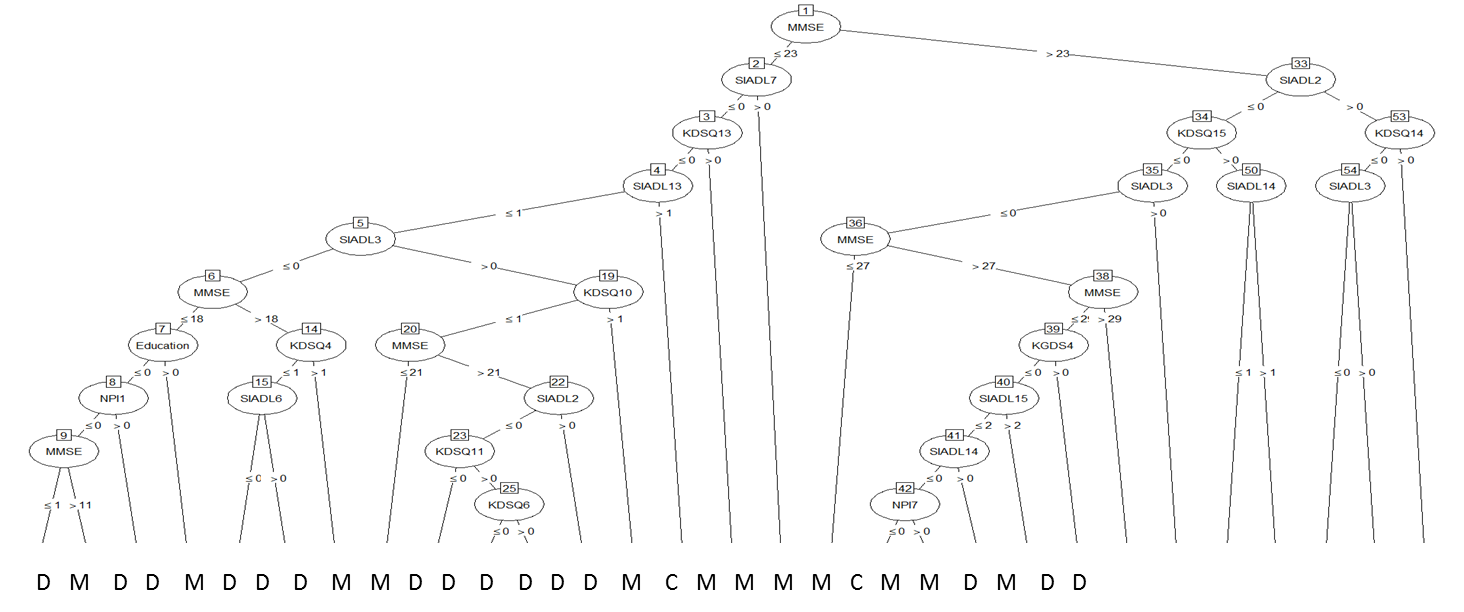 1
MMSE
≤ 23 > 23
2 33
SIADL7 SIADL2
≤ 0 > 0 ≤ 0 > 0
3 34 53
KDSQ13 KDSQ15 KDSQ14
≤ 0 > 0 ≤ 0 > 0 ≤ 0 > 0
4 35 50 54
SIADL13 SIADL3 SIADL14 SIADL3
≤ 1 > 1 ≤ 0 > 0
5 36
SIADL3 MMSE
≤ 0 > 0 ≤ 27 > 27
6 19 38
MMSE KDSQ10 MMSE
≤ 18 > 18 ≤ 1 > 1 ≤ 29 > 29
7 14 20 39
Education KDSQ4 MMSE KGDS4
≤ 0 > 0 ≤ 1 > 1 ≤ 21 > 21 ≤ 0 > 0 ≤ 1 > 1 ≤ 0 > 0
8 15 22 40
NPI1 SIADL6 SIADL2 SIADL15
≤ 0 > 0 ≤ 0 > 0 ≤ 2 > 2
9 23 41
MMSE KDSQ11 SIADL14
≤ 0 > 0 ≤ 0 > 0 ≤ 0 > 0
25 42
KDSQ6 NPI7
≤ 1 > 11 ≤ 0 > 0 ≤ 0 > 0
D M D D M D D D M M D D D D D D M C M M M M C M M D M D D